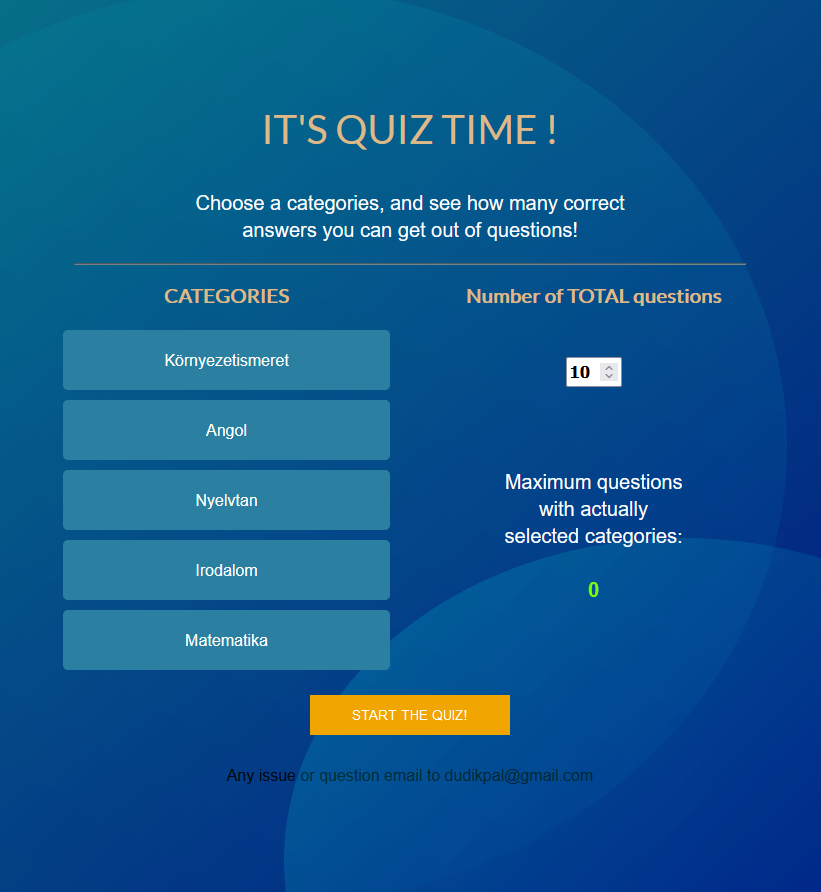 IT'S QUIZ TIME !
Choose a categories, and see how many correct
answers you can get out of questions!
CATEGORIES
Környezetismeret
Angol
Nyelvtan
Irodalom
Matematika
Number of TOTAL questions
10
Maximum questions
with actually
selected categories:
0
START THE QUIZ!
Any issue or question email to dudikpal@gmail.com